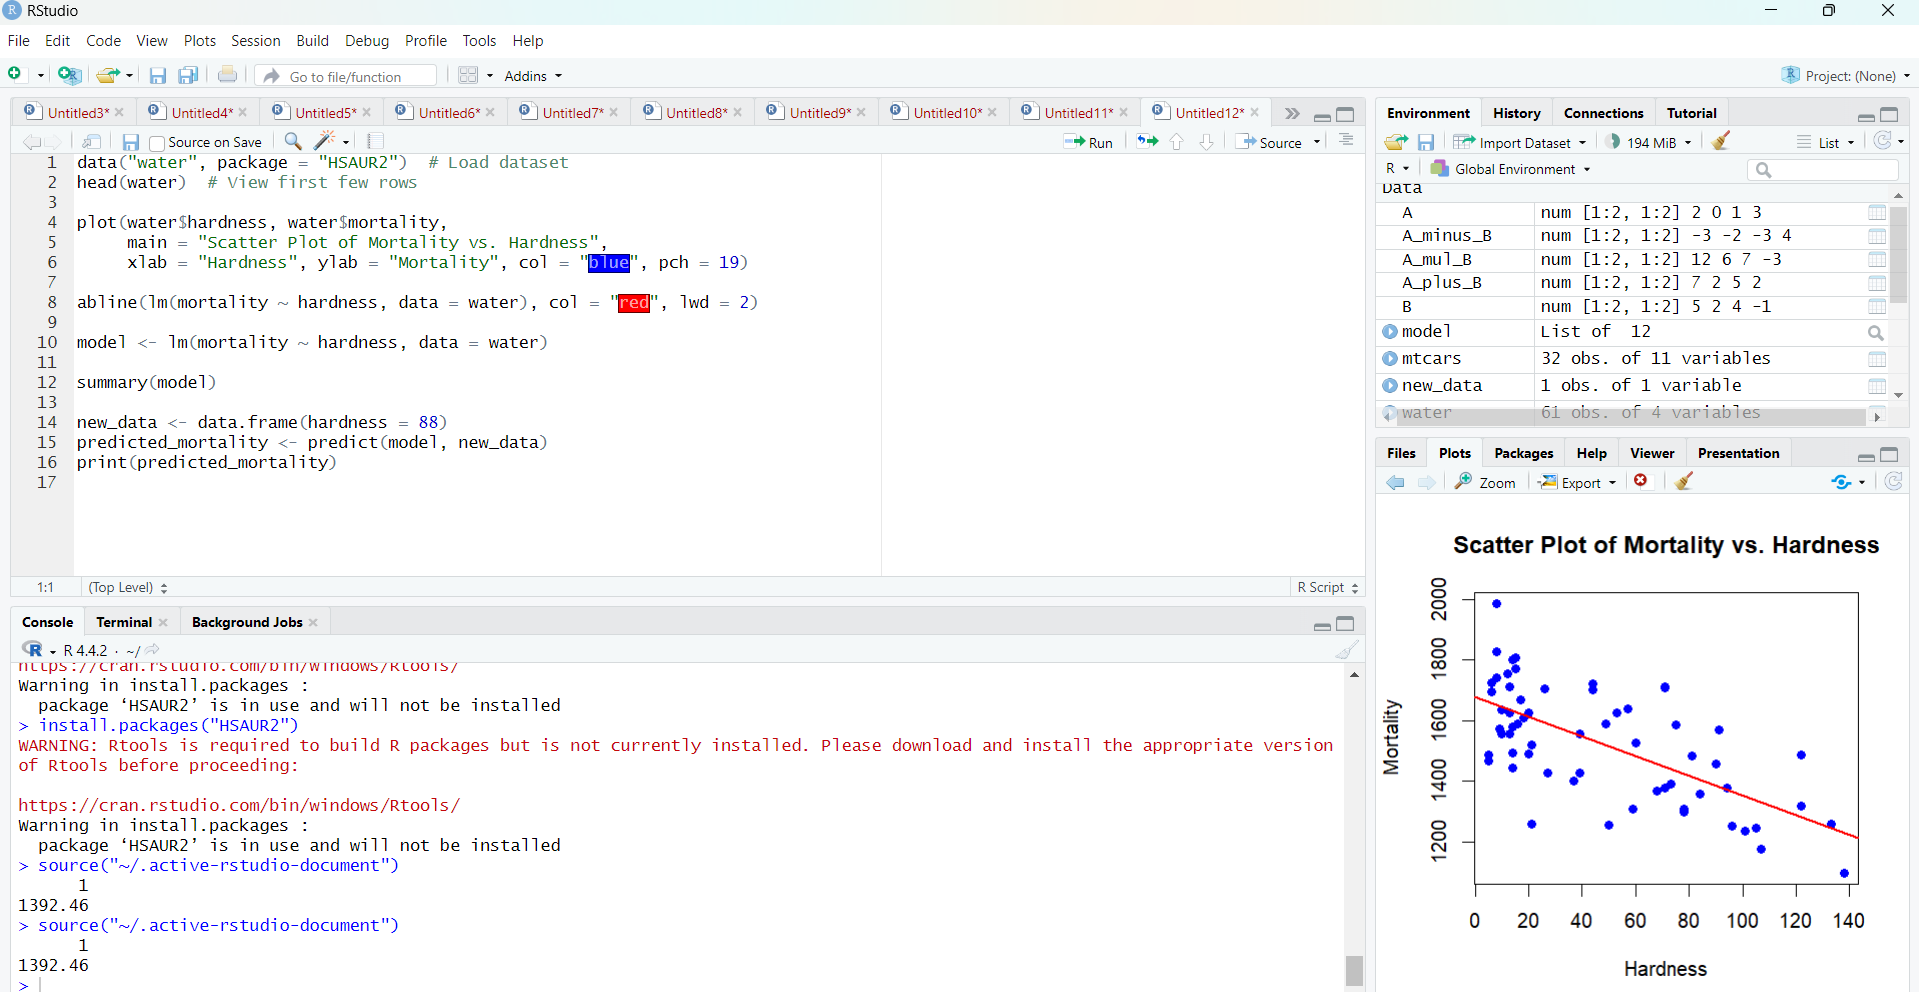 RStudio
File Edit Code View Plots Session Build Debug Profile Tools Help
Go to file/function Addins Project: (None)
Untitled3* Untitled4* Untitled5* Untitled6* Untitled7* Untitled8* Untitled9* Untitled10* Untitled11* Untitled12*
Source on Save Run Source
1 data("water", package = "HSAUR2") # Load dataset
2 head(water) # View first few rows
3
4 plot(water$hardness, water$mortality,
5 main = "Scatter Plot of Mortality vs. Hardness",
6 xlab = "Hardness", ylab = "Mortality", col = "blue", pch = 19)
7
8 abline(lm(mortality ~ hardness, data = water), col = "red", lwd = 2)
9
10 model <- lm(mortality ~ hardness, data = water)
11
12 summary(model)
13
14 new_data <- data.frame(hardness = 88)
15 predicted_mortality <- predict(model, new_data)
16 print(predicted_mortality)
17
1:1 (Top Level) R Script
Console Terminal Background Jobs
R 4.4.2 · ~/
https://cran.rstudio.com/bin/windows/Rtools/
Warning in install.packages :
package ‘HSAUR2’ is in use and will not be installed
> install.packages("HSAUR2")
WARNING: Rtools is required to build R packages but is not currently installed. Please download and install the appropriate version
of Rtools before proceeding:
https://cran.rstudio.com/bin/windows/Rtools/
Warning in install.packages :
package ‘HSAUR2’ is in use and will not be installed
> source("~/.active-rstudio-document")
1
1392.46
> source("~/.active-rstudio-document")
1
1392.46
>
Environment History Connections Tutorial
Import Dataset 194 MiB List
R Global Environment
Data
A num [1:2, 1:2] 2 0 1 3
A_minus_B num [1:2, 1:2] -3 -2 -3 4
A_mul_B num [1:2, 1:2] 12 6 7 -3
A_plus_B num [1:2, 1:2] 7 2 5 2
B num [1:2, 1:2] 5 2 4 -1
model List of 12
mtcars 32 obs. of 11 variables
new_data 1 obs. of 1 variable
water 61 obs. of 4 variables
Files Plots Packages Help Viewer Presentation
Zoom Export
Scatter Plot of Mortality vs. Hardness
Mortality
2000
1800
1600
1400
1200
0 20 40 60 80 100 120 140
Hardness